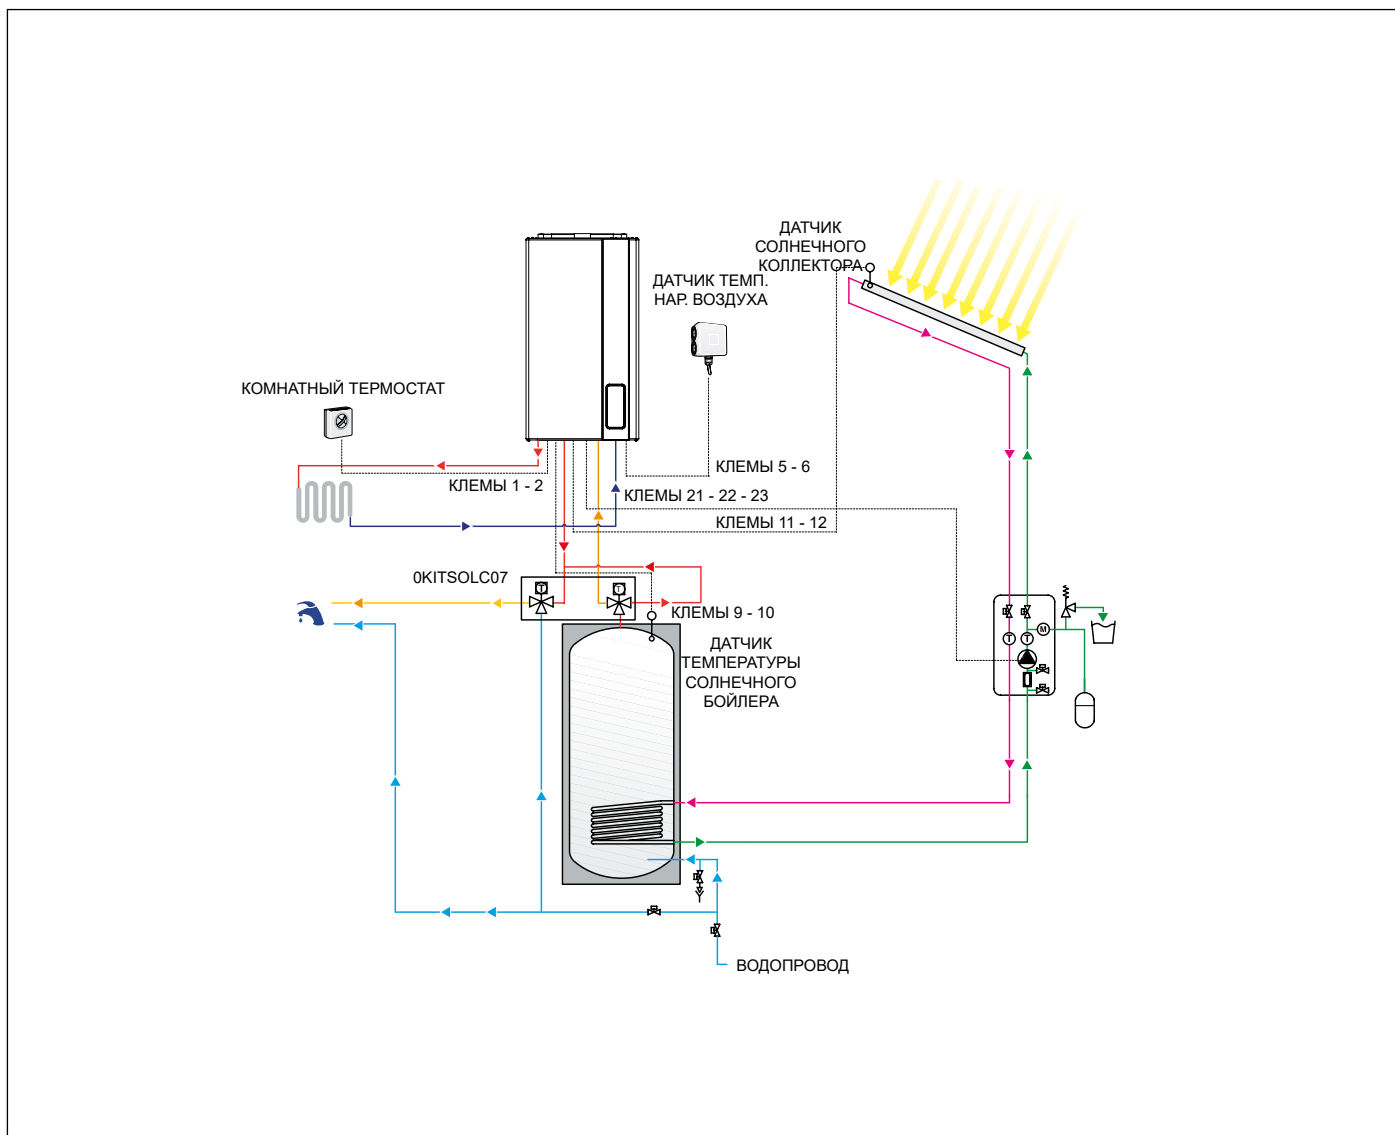 ДАТЧИК
СОЛНЕЧНОГО
КОЛЛЕКТОРА
ДАТЧИК ТЕМП.
НАР. ВОЗДУХА
КОМНАТНЫЙ ТЕРМОСТАТ
КЛЕМЫ 5 - 6
КЛЕМЫ 1 - 2
КЛЕМЫ 21 - 22 - 23
КЛЕМЫ 11 - 12
0KITSOLC07
T
T
КЛЕМЫ 9 - 10
ДАТЧИК
ТЕМПЕРАТУРЫ
СОЛНЕЧНОГО
БОЙЛЕРА
M
T
T
ВОДОПРОВОД